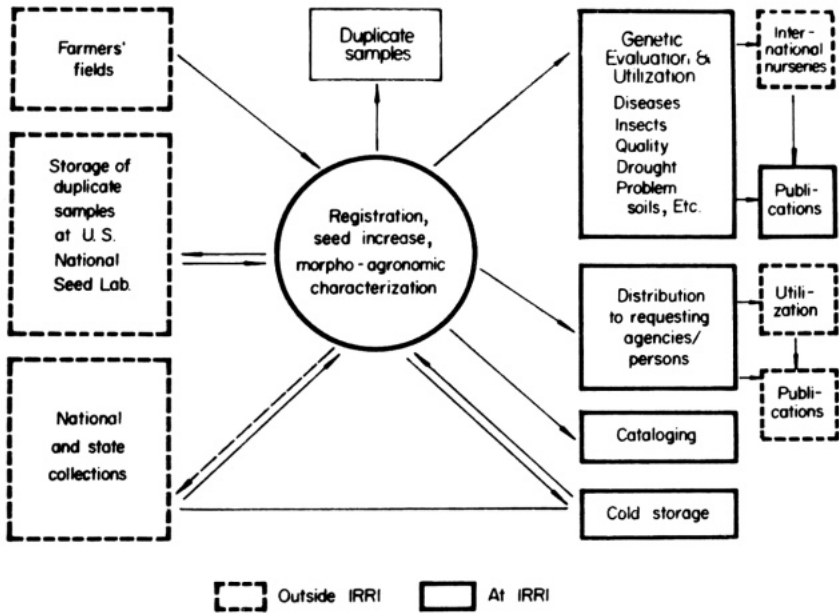 Farmers'
fields
Duplicate
samples
Genetic
Evaluation &
Utilization
Diseases
Insects
Quality
Drought
Problem
soils, Etc.
Inter-
national
nurseries
Publi-
cations
Storage of
duplicate
samples
at U. S.
National
Seed Lab.
Registration,
seed increase,
morpho-agronomic
characterization
Distribution
to requesting
agencies/
persons
Utili-
zation
Publi-
cations
National
and state
collections
Cataloging
Cold storage
Outside IRRI
At IRRI